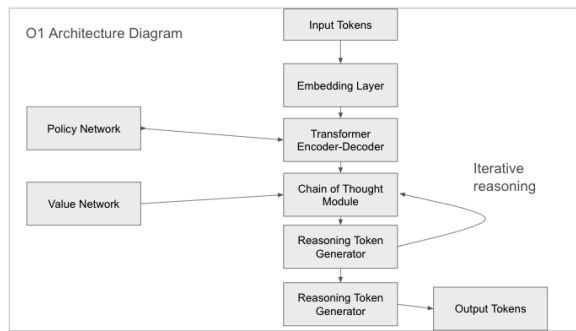 O1 Architecture Diagram
Input Tokens
Embedding Layer
Policy Network
Transformer
Encoder-Decoder
Iterative
reasoning
Value Network
Chain of Thought
Module
Reasoning Token
Generator
Reasoning Token
Generator
Output Tokens